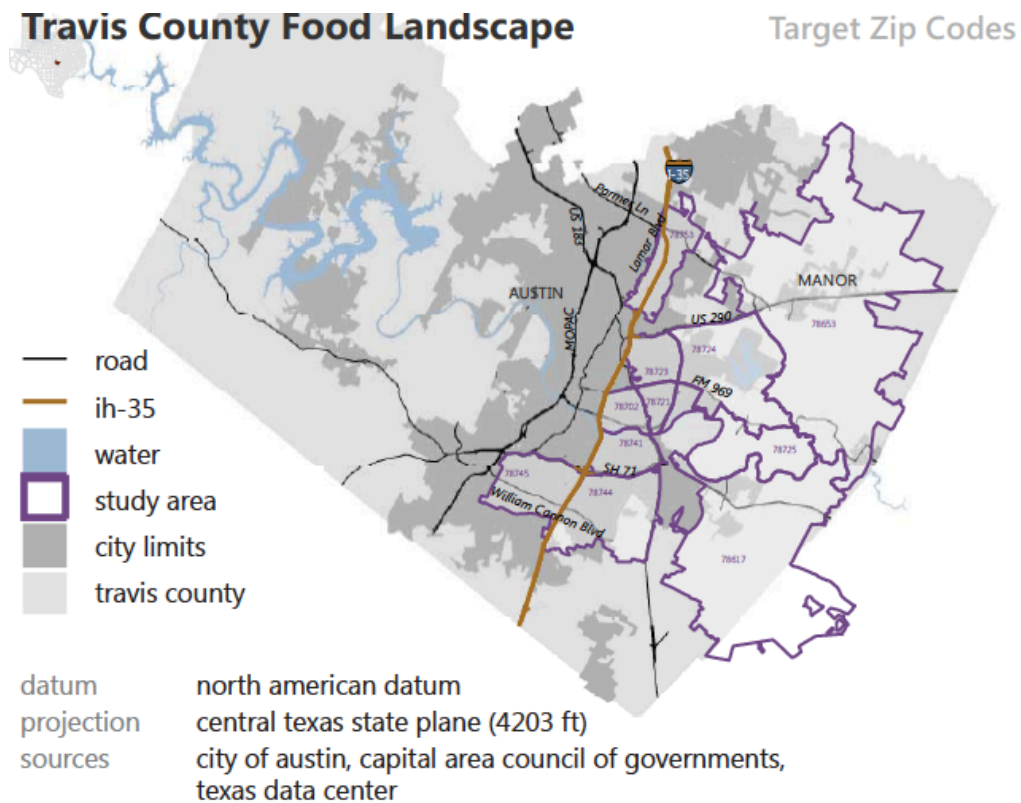 Travis County Food Landscape
Target Zip Codes
I-35
Parmer Ln
US 183
Lamar Blvd
78753
MANOR
AUSTIN
MOPAC
US 290
78653
78724
78723
FM 969
78702
78721
78741
78725
SH 71
78745
78744
William Cannon Blvd
78617
road
ih-35
water
study area
city limits
travis county
datum north american datum
projection central texas state plane (4203 ft)
sources city of austin, capital area council of governments,
texas data center